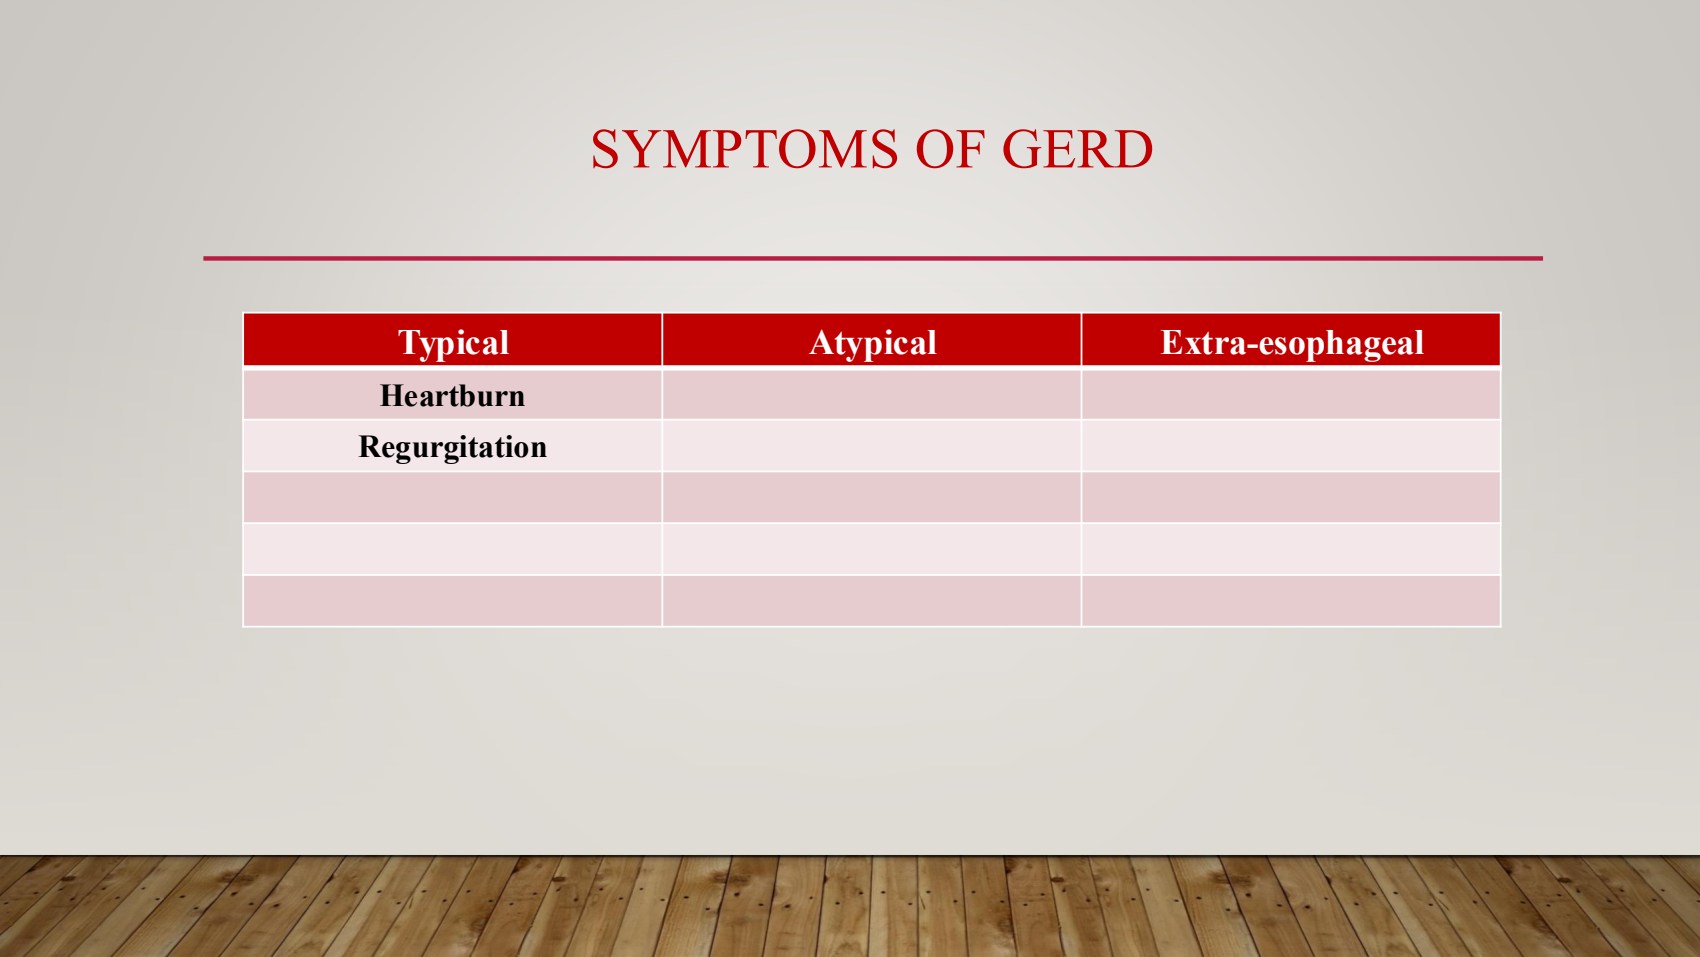 SYMPTOMS OF GERD
Typical Atypical Extra-esophageal
Heartburn
Regurgitation